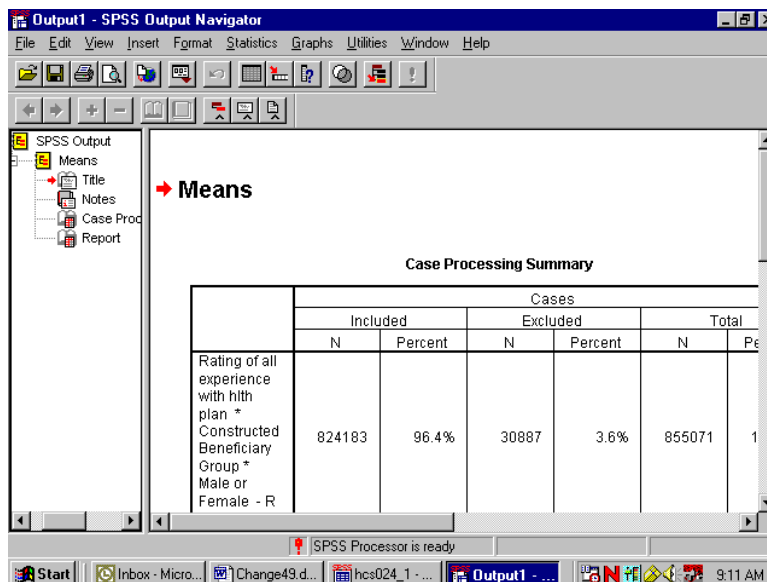 Output1 - SPSS Output Navigator
File Edit View Insert Format Statistics Graphs Utilities Window Help
SPSS Output
Means
Title
Notes
Case Proc
Report
Means
Case Processing Summary
Cases
Included Excluded Total
N Percent N Percent N Pe
Rating of all
experience
with hlth
plan *
Constructed
Beneficiary
Group *
Male or
Female - R
824183 96.4% 30887 3.6% 855071 1
SPSS Processor is ready
Start Inbox - Micro... Change49.d... hcs024_1 - ... Output1 - ... 9:11 AM